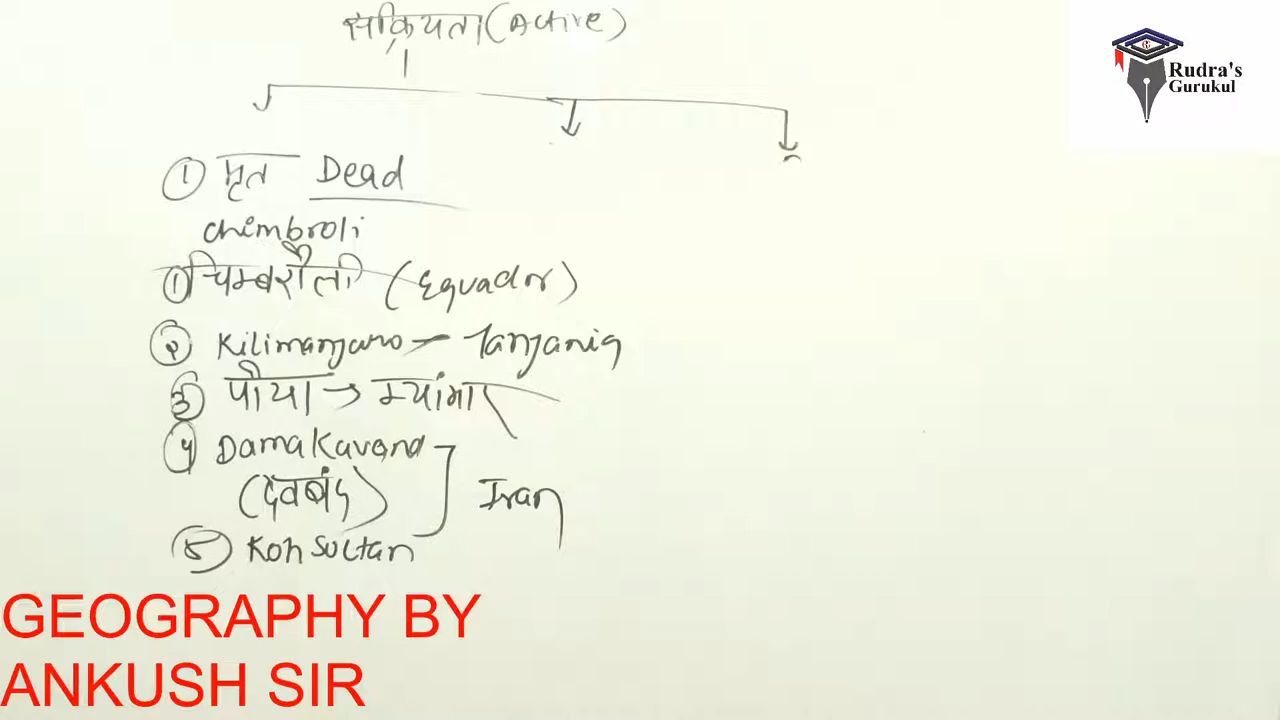 सक्रियता (Active)
Rudra's
Gurukul
① मृत Dead
chimbroli
① चिम्बरौली (Equador)
② Kilimanjaro → Tanjania
③ पौपा → म्यांमार
④ Damakavand
(देवबंद)
Iran
⑤ Koh Sultan
GEOGRAPHY BY
ANKUSH SIR